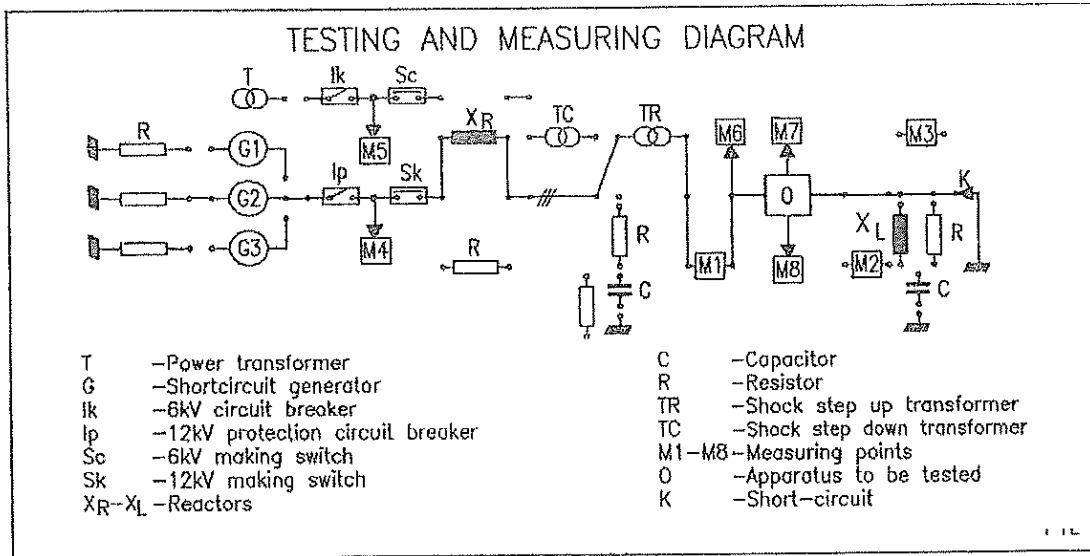 TESTING AND MEASURING DIAGRAM
T Ik Sc
M5
R G1 XR TC TR M6 M7 M3
G2 Ip Sk O K
G3 M4 R R M1 M8 M2 XL R
C C
T –Power transformer
G –Shortcircuit generator
Ik –6kV circuit breaker
Ip –12kV protection circuit breaker
Sc –6kV making switch
Sk –12kV making switch
XR–XL –Reactors
C –Capacitor
R –Resistor
TR –Shock step up transformer
TC –Shock step down transformer
M1–M8 –Measuring points
O –Apparatus to be tested
K –Short–circuit